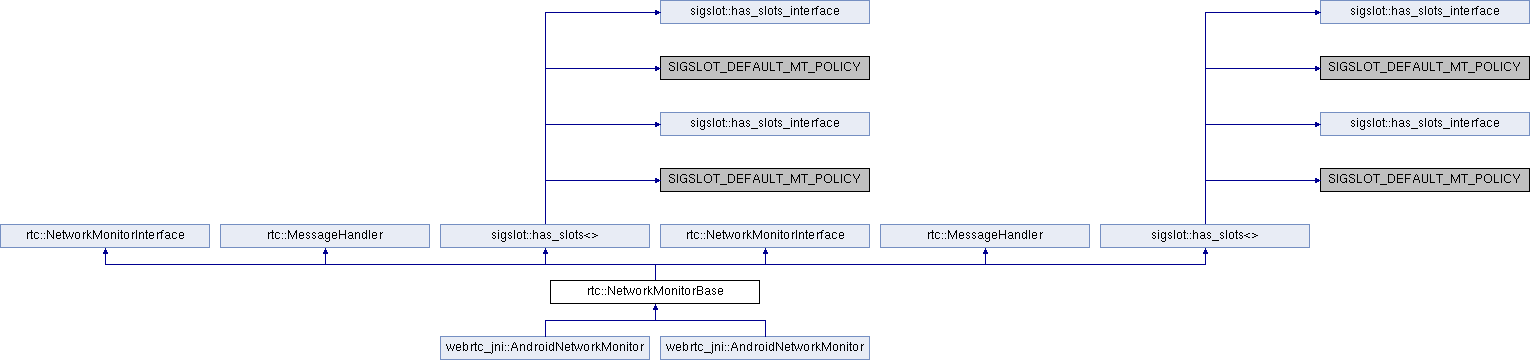 sigslot::has_slots_interface
sigslot::has_slots_interface
SIGSLOT_DEFAULT_MT_POLICY
SIGSLOT_DEFAULT_MT_POLICY
sigslot::has_slots_interface
sigslot::has_slots_interface
SIGSLOT_DEFAULT_MT_POLICY
SIGSLOT_DEFAULT_MT_POLICY
rtc::NetworkMonitorInterface
rtc::MessageHandler
sigslot::has_slots<>
rtc::NetworkMonitorInterface
rtc::MessageHandler
sigslot::has_slots<>
rtc::NetworkMonitorBase
webrtc_jni::AndroidNetworkMonitor
webrtc_jni::AndroidNetworkMonitor